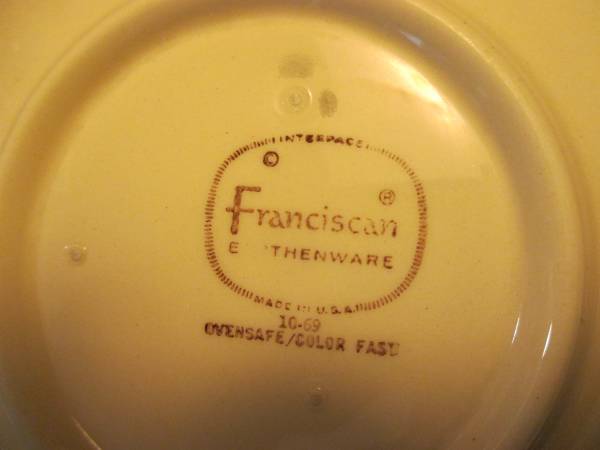 INTERPACE
©
®
Franciscan
E THENWARE
MADE IN U.S.A.
10-69
OVENSAFE/COLOR FAST